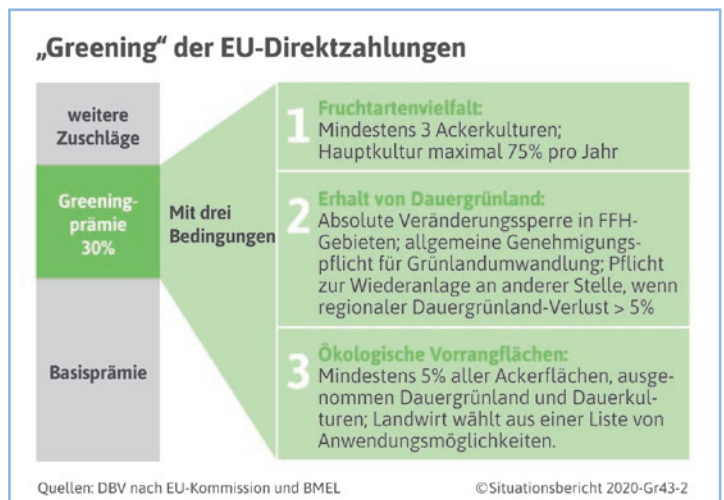 „Greening“ der EU-Direktzahlungen
weitere
Zuschläge
Greening-
prämie
30%
Basisprämie
Mit drei
Bedingungen
1 Fruchtartenvielfalt:
Mindestens 3 Ackerkulturen;
Hauptkultur maximal 75% pro Jahr
2 Erhalt von Dauergrünland:
Absolute Veränderungssperre in FFH-
Gebieten; allgemeine Genehmigungs-
pflicht für Grünlandumwandlung; Pflicht
zur Wiederanlage an anderer Stelle, wenn
regionaler Dauergrünland-Verlust > 5%
3 Ökologische Vorrangflächen:
Mindestens 5% aller Ackerflächen, ausge-
nommen Dauergrünland und Dauerkul-
turen; Landwirt wählt aus einer Liste von
Anwendungsmöglichkeiten.
Quellen: DBV nach EU-Kommission und BMEL
©Situationsbericht 2020-Gr43-2